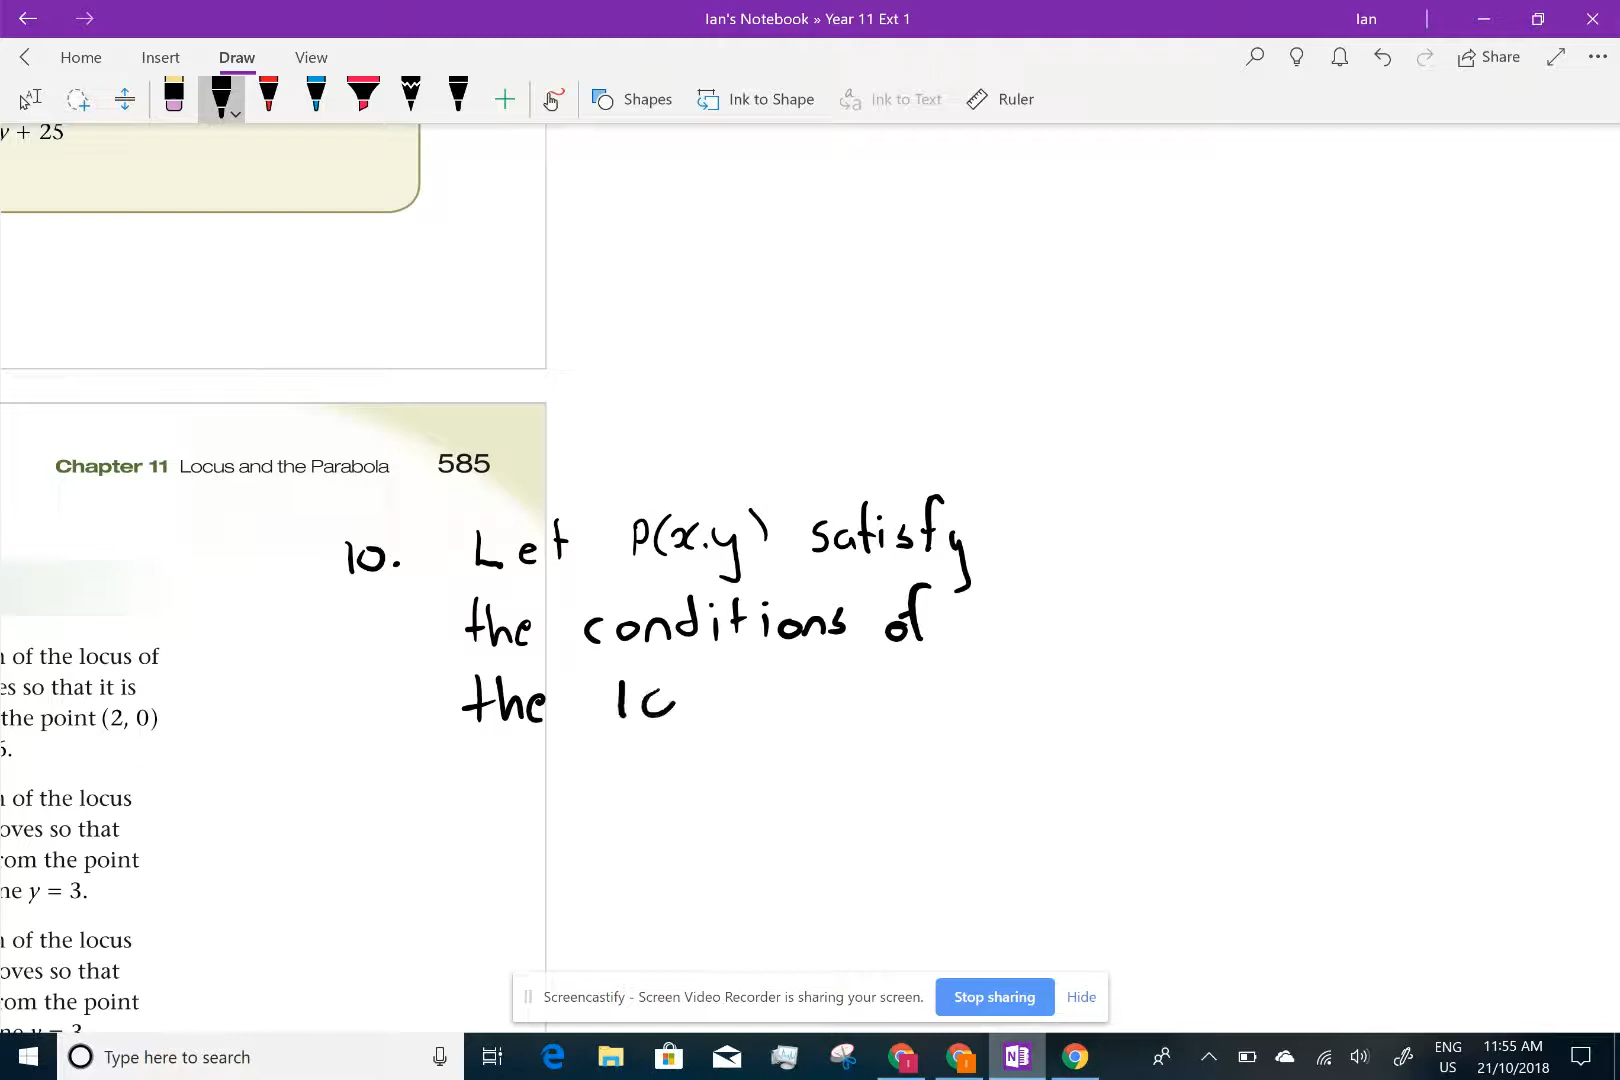 Ian's Notebook » Year 11 Ext 1
Ian
Home
Insert
Draw
View
Share
Shapes
Ink to Shape
Ink to Text
Ruler
y + 25
Chapter 11 Locus and the Parabola 585
10. Let P(x.y) satisfy
the conditions of
the lc
n of the locus of
es so that it is
the point (2, 0)
6.
n of the locus
oves so that
rom the point
ne y = 3.
n of the locus
oves so that
rom the point
ne y = 3
Screencastify - Screen Video Recorder is sharing your screen.
Stop sharing
Hide
Type here to search
ENG
US
11:55 AM
21/10/2018